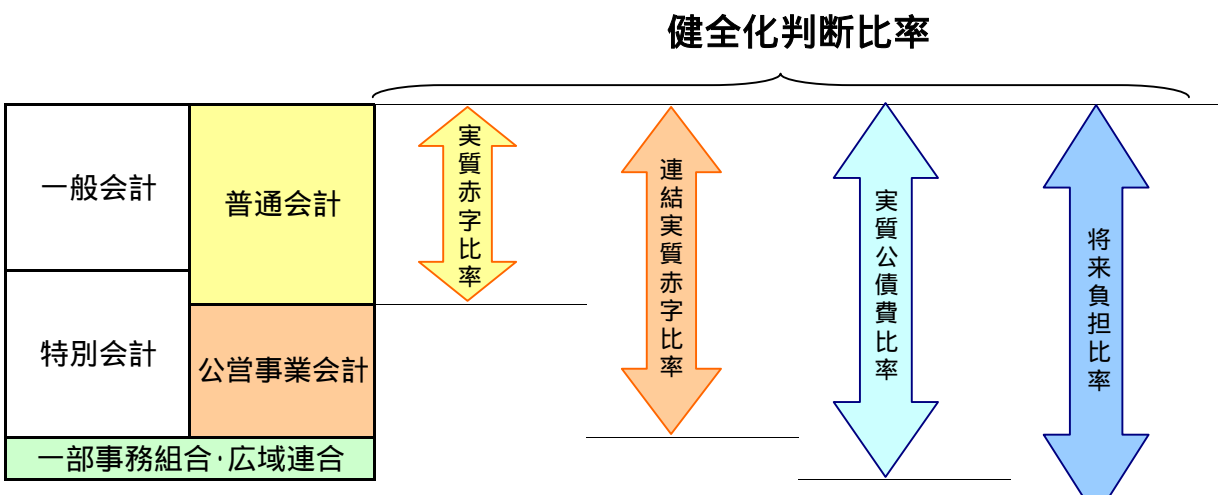 健全化判断比率
一般会計
普通会計
特別会計
公営事業会計
一部事務組合・広域連合
実質赤字比率
連結実質赤字比率
実質公債費比率
将来負担比率